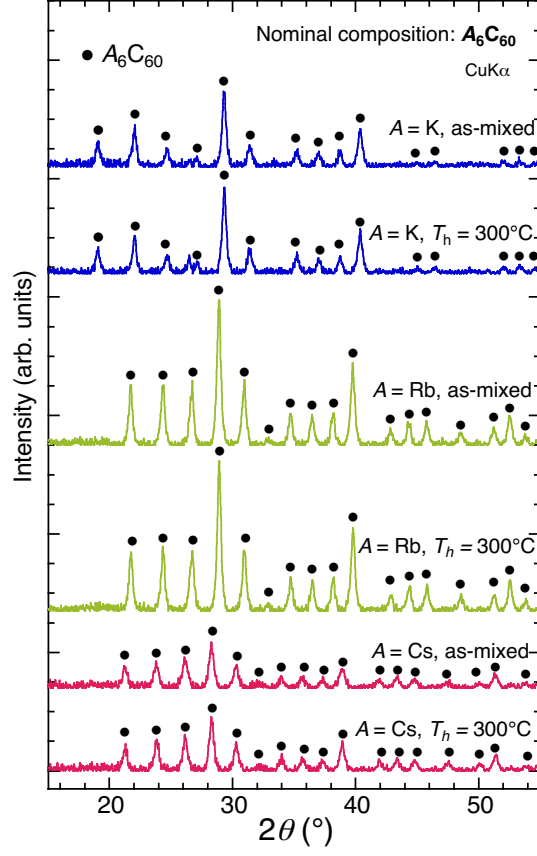 Nominal composition: A₆C₆₀
● A₆C₆₀
CuKα
A = K, as-mixed
A = K, Tₕ = 300°C
A = Rb, as-mixed
A = Rb, Tₕ = 300°C
A = Cs, as-mixed
A = Cs, Tₕ = 300°C
Intensity (arb. units)
20 30 40 50
2θ (°)